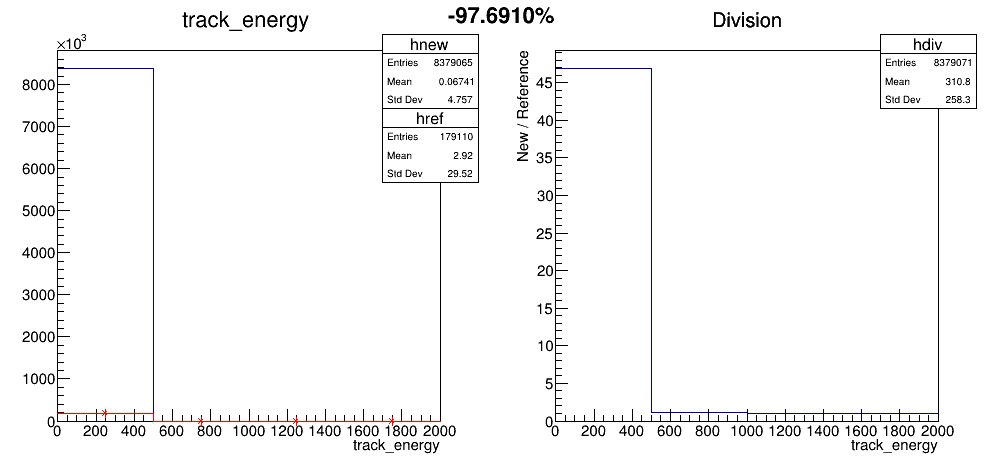 track_energy
-97.6910%
Division
×10³
hnew
Entries 8379065
Mean 0.06741
Std Dev 4.757
href
Entries 179110
Mean 2.92
Std Dev 29.52
8000
7000
6000
5000
4000
3000
2000
1000
0
0 200 400 600 800 1000 1200 1400 1600 1800 2000
track_energy
hdiv
Entries 8379071
Mean 310.8
Std Dev 258.3
New / Reference
45
40
35
30
25
20
15
10
5
0
0 200 400 600 800 1000 1200 1400 1600 1800 2000
track_energy